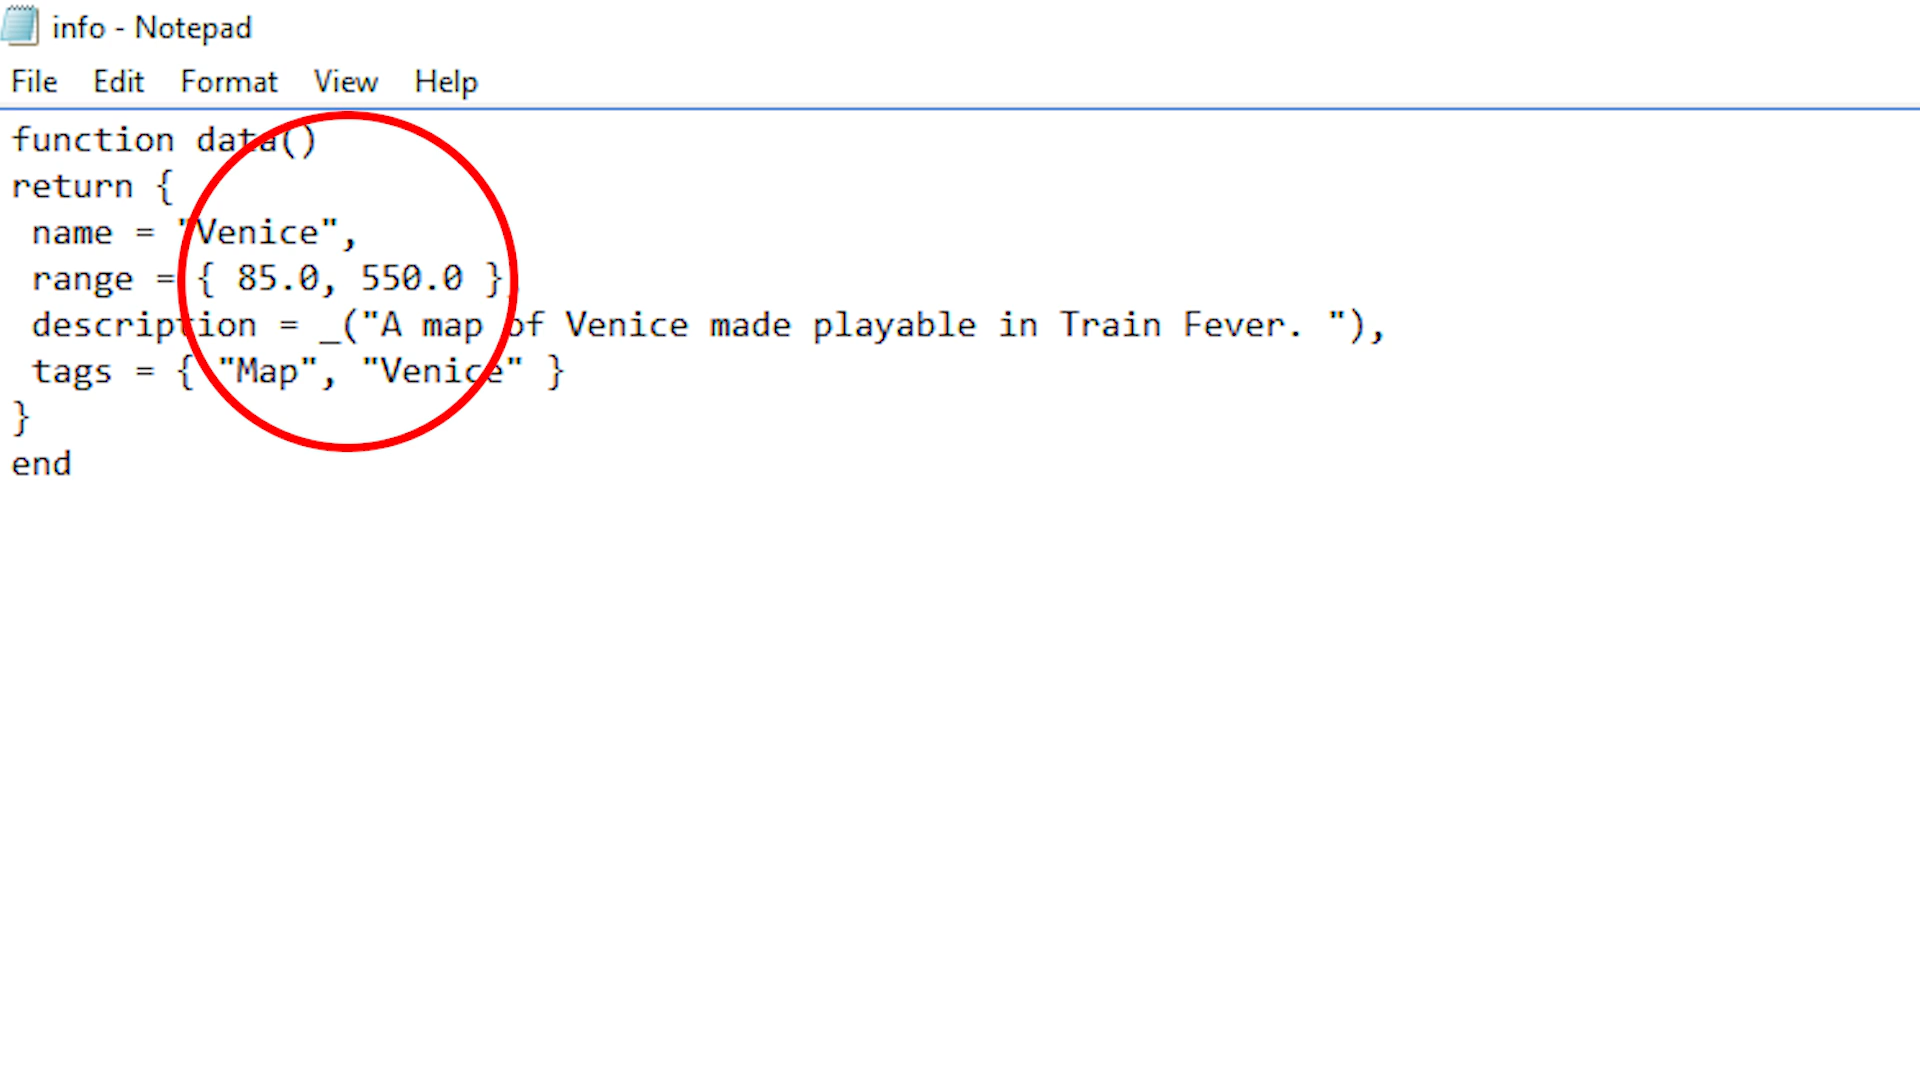 info - Notepad
File Edit Format View Help
function data()
return {
name = "Venice",
range = { 85.0, 550.0 }
description = _("A map of Venice made playable in Train Fever. "),
tags = { "Map", "Venice" }
}
end